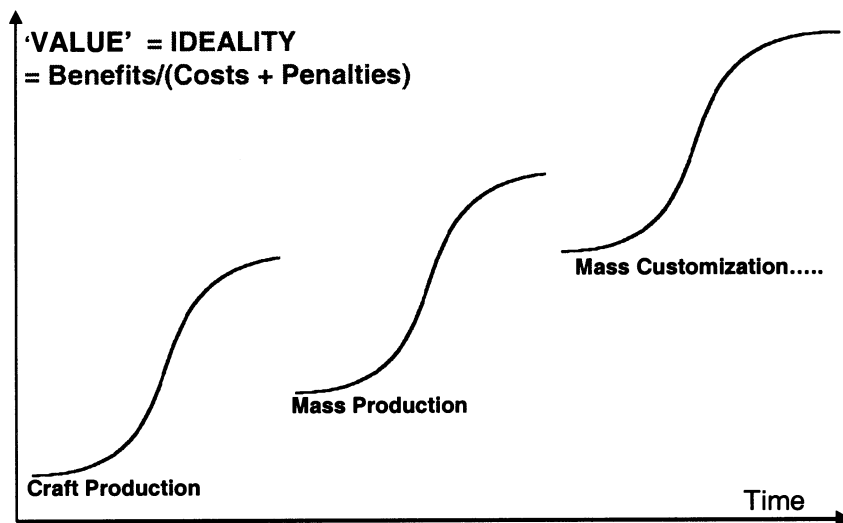 ‘VALUE’ = IDEALITY
= Benefits/(Costs + Penalties)
Mass Customization.....
Mass Production
Craft Production
Time